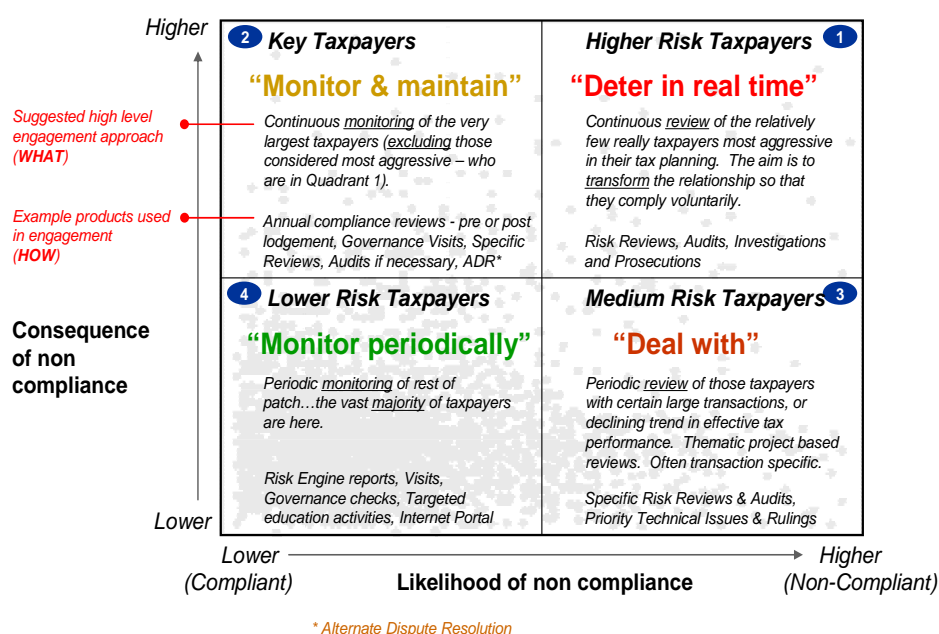 Higher
2 Key Taxpayers
“Monitor & maintain”
Continuous monitoring of the very
largest taxpayers (excluding those
considered most aggressive – who
are in Quadrant 1).
Annual compliance reviews - pre or post
lodgement, Governance Visits, Specific
Reviews, Audits if necessary, ADR*
Higher Risk Taxpayers 1
“Deter in real time”
Continuous review of the relatively
few really taxpayers most aggressive
in their tax planning. The aim is to
transform the relationship so that
they comply voluntarily.
Risk Reviews, Audits, Investigations
and Prosecutions
Suggested high level
engagement approach
(WHAT)
Example products used
in engagement
(HOW)
Consequence
of non
compliance
4 Lower Risk Taxpayers
“Monitor periodically”
Periodic monitoring of rest of
patch…the vast majority of taxpayers
are here.
Risk Engine reports, Visits,
Governance checks, Targeted
education activities, Internet Portal
Medium Risk Taxpayers 3
“Deal with”
Periodic review of those taxpayers
with certain large transactions, or
declining trend in effective tax
performance. Thematic project based
reviews. Often transaction specific.
Specific Risk Reviews & Audits,
Priority Technical Issues & Rulings
Lower
Lower
(Compliant)
Likelihood of non compliance
Higher
(Non-Compliant)
* Alternate Dispute Resolution